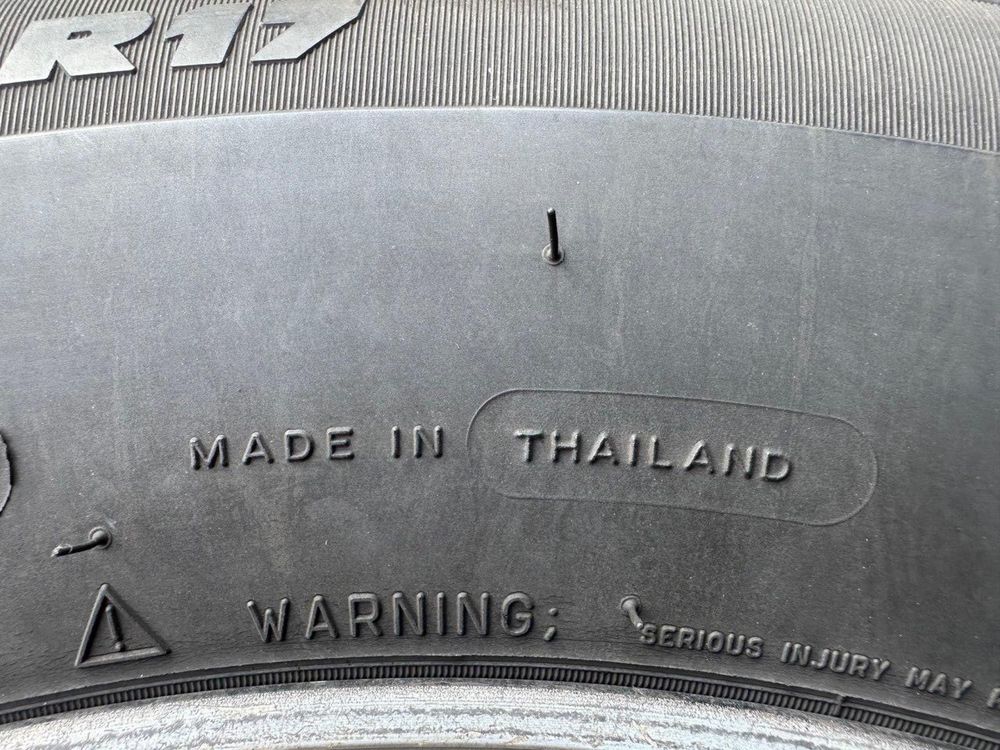 R17
MADE IN THAILAND
WARNING;
SERIOUS INJURY MAY